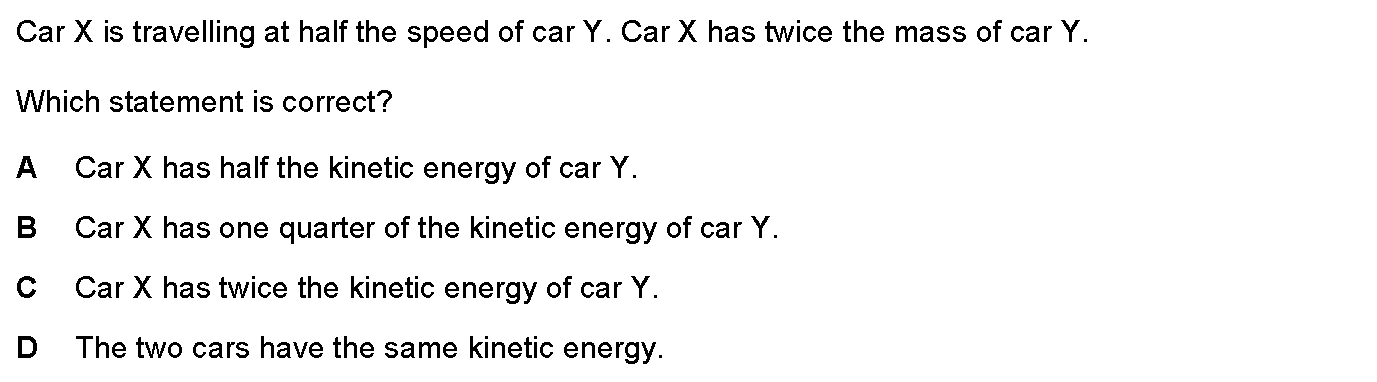 Car X is travelling at half the speed of car Y. Car X has twice the mass of car Y.
Which statement is correct?
A Car X has half the kinetic energy of car Y.
B Car X has one quarter of the kinetic energy of car Y.
C Car X has twice the kinetic energy of car Y.
D The two cars have the same kinetic energy.